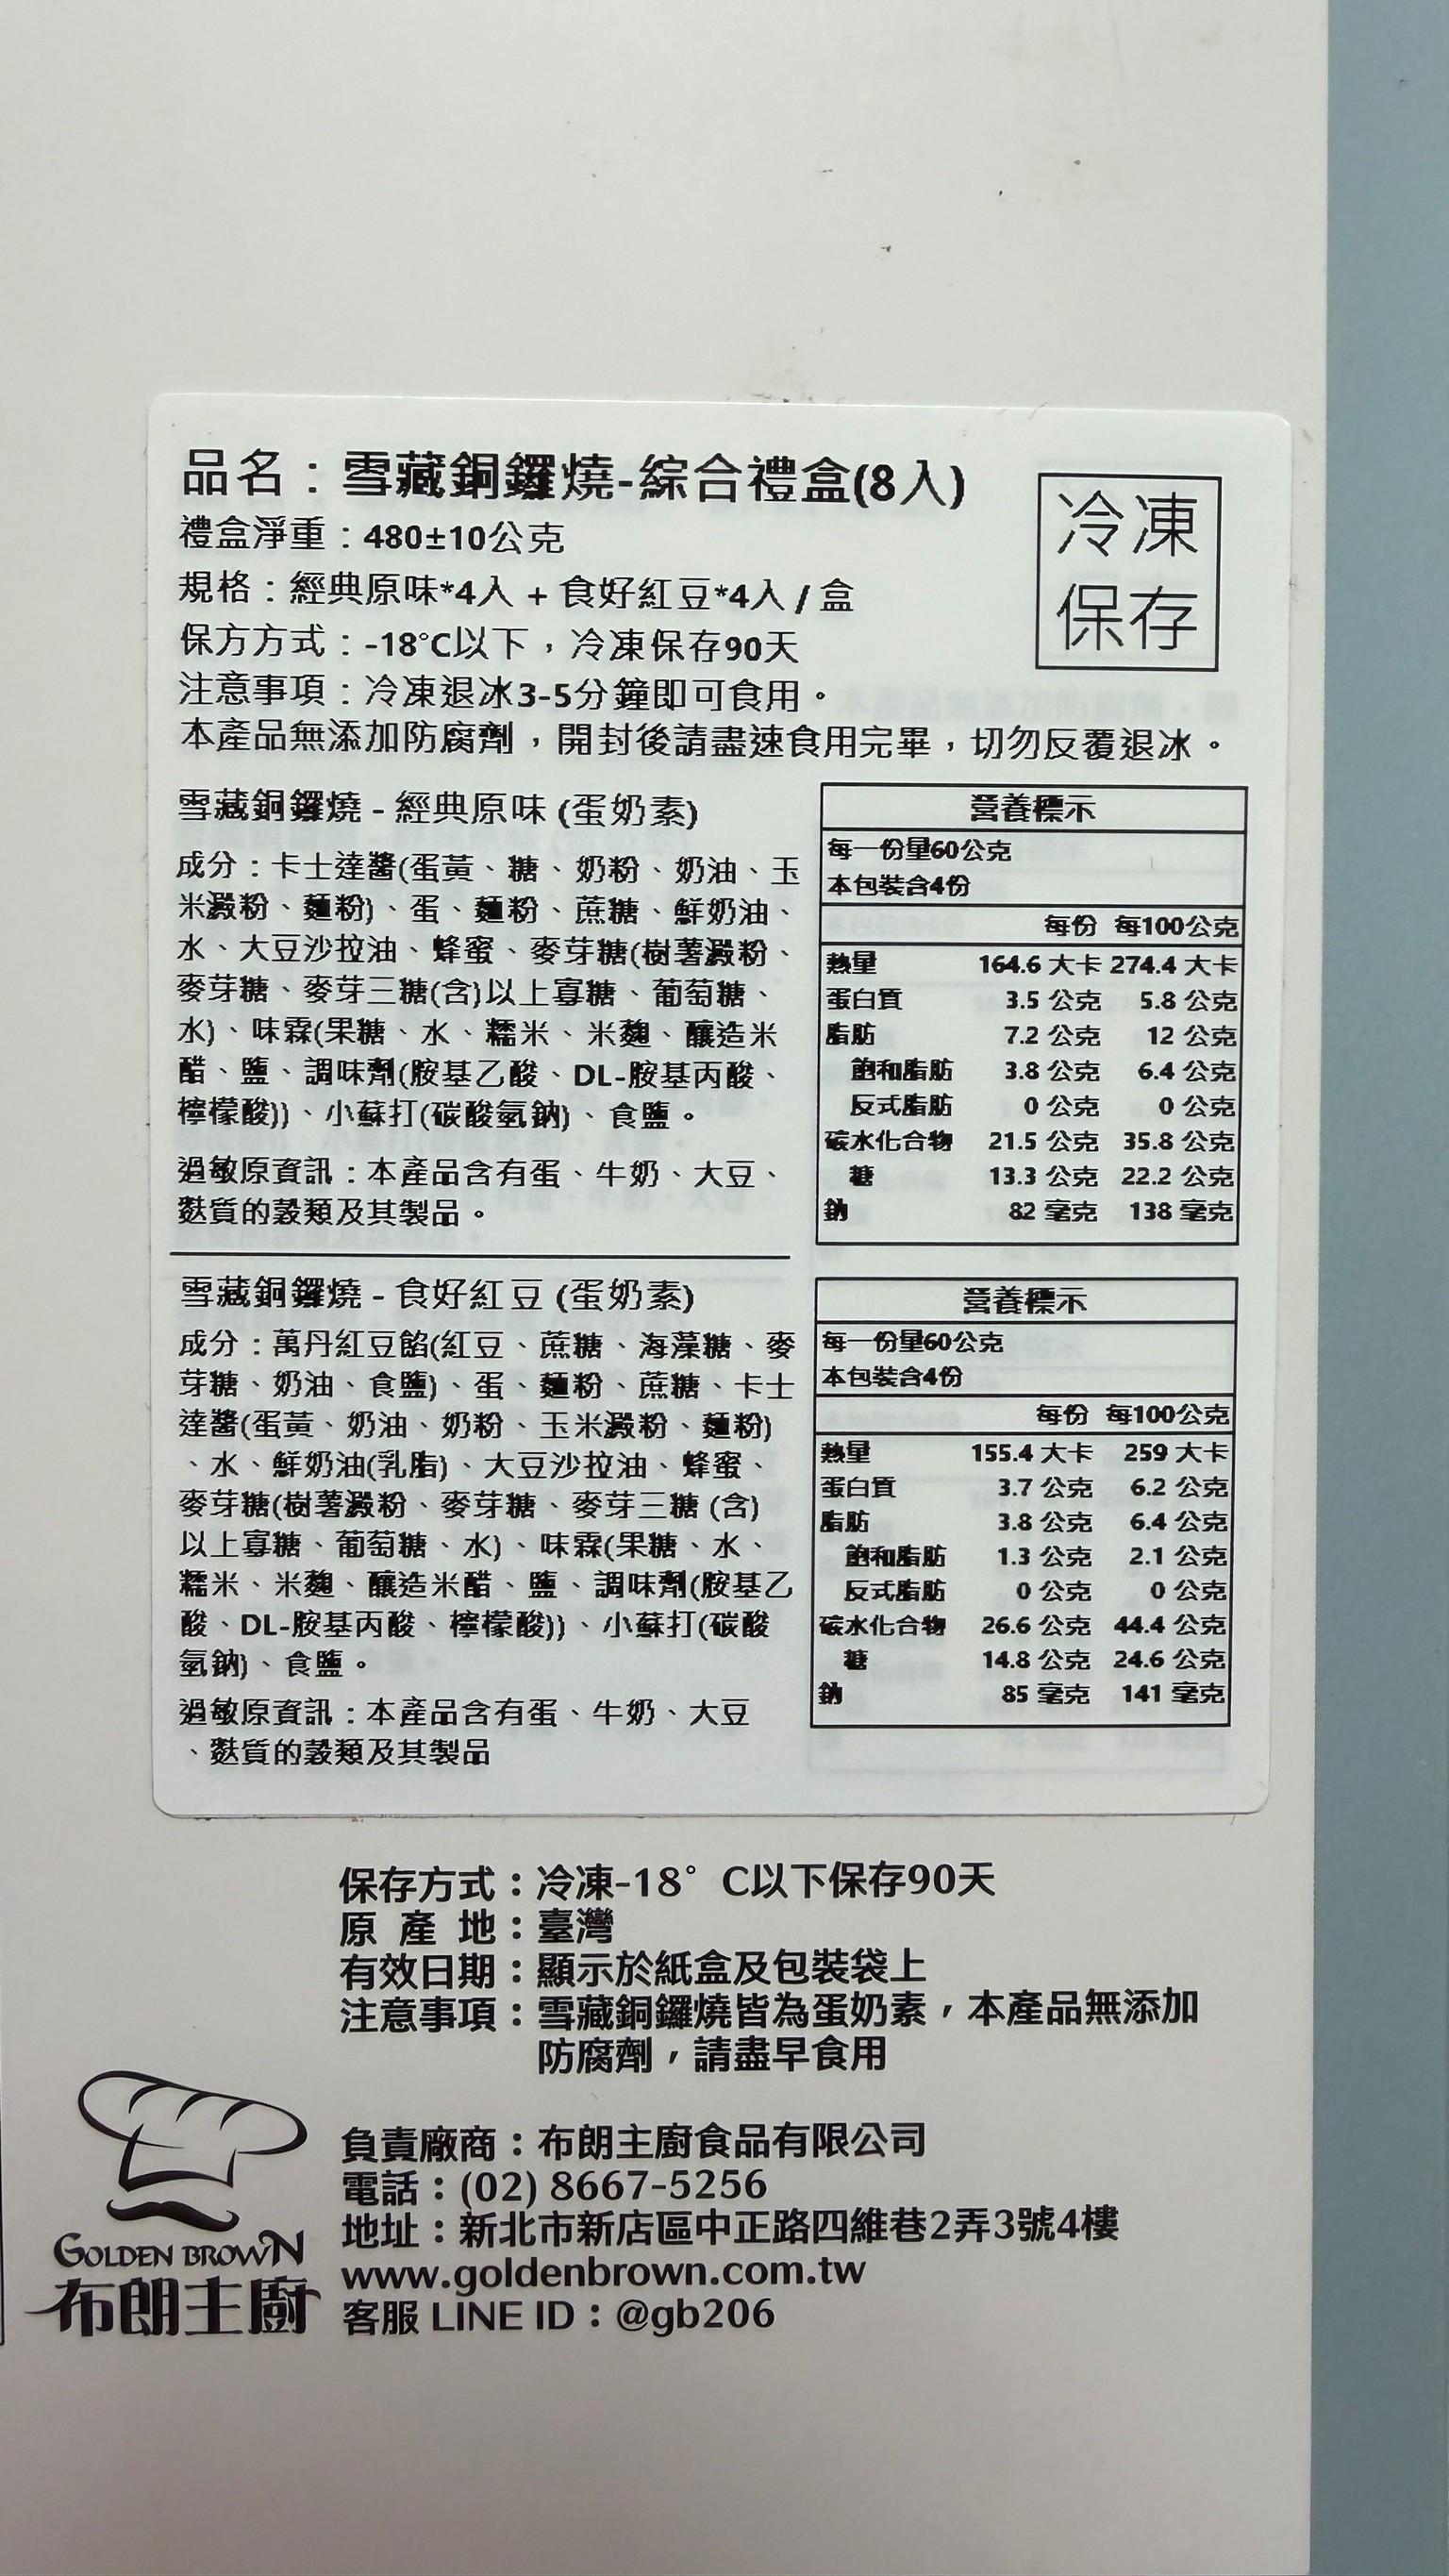 品名：雪藏銅鑼燒-綜合禮盒(8入)
禮盒淨重：480±10公克
規格：經典原味*4入 + 食好紅豆*4入 / 盒
保方方式：-18°C以下，冷凍保存90天
注意事項：冷凍退冰3-5分鐘即可食用。
本產品無添加防腐劑，開封後請盡速食用完畢，切勿反覆退冰。
冷凍
保存
雪藏銅鑼燒 - 經典原味 (蛋奶素)
成分：卡士達醬(蛋黃、糖、奶粉、奶油、玉
米澱粉、麵粉)、蛋、麵粉、蔗糖、鮮奶油、
水、大豆沙拉油、蜂蜜、麥芽糖(樹薯澱粉、
麥芽糖、麥芽三糖(含)以上寡糖、葡萄糖、
水)、味霖(果糖、水、糯米、米麴、釀造米
醋、鹽、調味劑(胺基乙酸、DL-胺基丙酸、
檸檬酸))、小蘇打(碳酸氫鈉)、食鹽。
過敏原資訊：本產品含有蛋、牛奶、大豆、
麩質的穀類及其製品。
營養標示
每一份量60公克
本包裝含4份
每份 每100公克
熱量 164.6 大卡 274.4 大卡
蛋白質 3.5 公克 5.8 公克
脂肪 7.2 公克 12 公克
飽和脂肪 3.8 公克 6.4 公克
反式脂肪 0 公克 0 公克
碳水化合物 21.5 公克 35.8 公克
糖 13.3 公克 22.2 公克
鈉 82 毫克 138 毫克
雪藏銅鑼燒 - 食好紅豆 (蛋奶素)
成分：萬丹紅豆餡(紅豆、蔗糖、海藻糖、麥
芽糖、奶油、食鹽)、蛋、麵粉、蔗糖、卡士
達醬(蛋黃、奶油、奶粉、玉米澱粉、麵粉)
、水、鮮奶油(乳脂)、大豆沙拉油、蜂蜜、
麥芽糖(樹薯澱粉、麥芽糖、麥芽三糖 (含)
以上寡糖、葡萄糖、水)、味霖(果糖、水、
糯米、米麴、釀造米醋、鹽、調味劑(胺基乙
酸、DL-胺基丙酸、檸檬酸))、小蘇打(碳酸
氫鈉)、食鹽。
過敏原資訊：本產品含有蛋、牛奶、大豆
、麩質的穀類及其製品
營養標示
每一份量60公克
本包裝含4份
每份 每100公克
熱量 155.4 大卡 259 大卡
蛋白質 3.7 公克 6.2 公克
脂肪 3.8 公克 6.4 公克
飽和脂肪 1.3 公克 2.1 公克
反式脂肪 0 公克 0 公克
碳水化合物 26.6 公克 44.4 公克
糖 14.8 公克 24.6 公克
鈉 85 毫克 141 毫克
保存方式：冷凍-18° C以下保存90天
原 產 地：臺灣
有效日期：顯示於紙盒及包裝袋上
注意事項：雪藏銅鑼燒皆為蛋奶素，本產品無添加
防腐劑，請盡早食用
負責廠商：布朗主廚食品有限公司
電話：(02) 8667-5256
地址：新北市新店區中正路四維巷2弄3號4樓
www.goldenbrown.com.tw
客服 LINE ID：@gb206
GOLDEN BROWN
布朗主廚